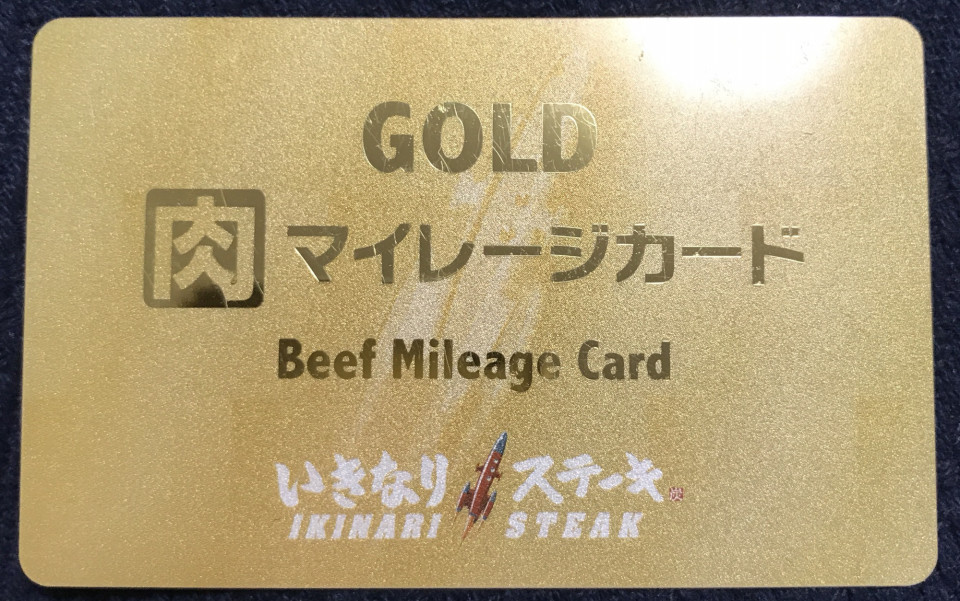 GOLD
肉 マイレージカード
Beef Mileage Card
いきなり ステーキ 炭
IKINARI STEAK